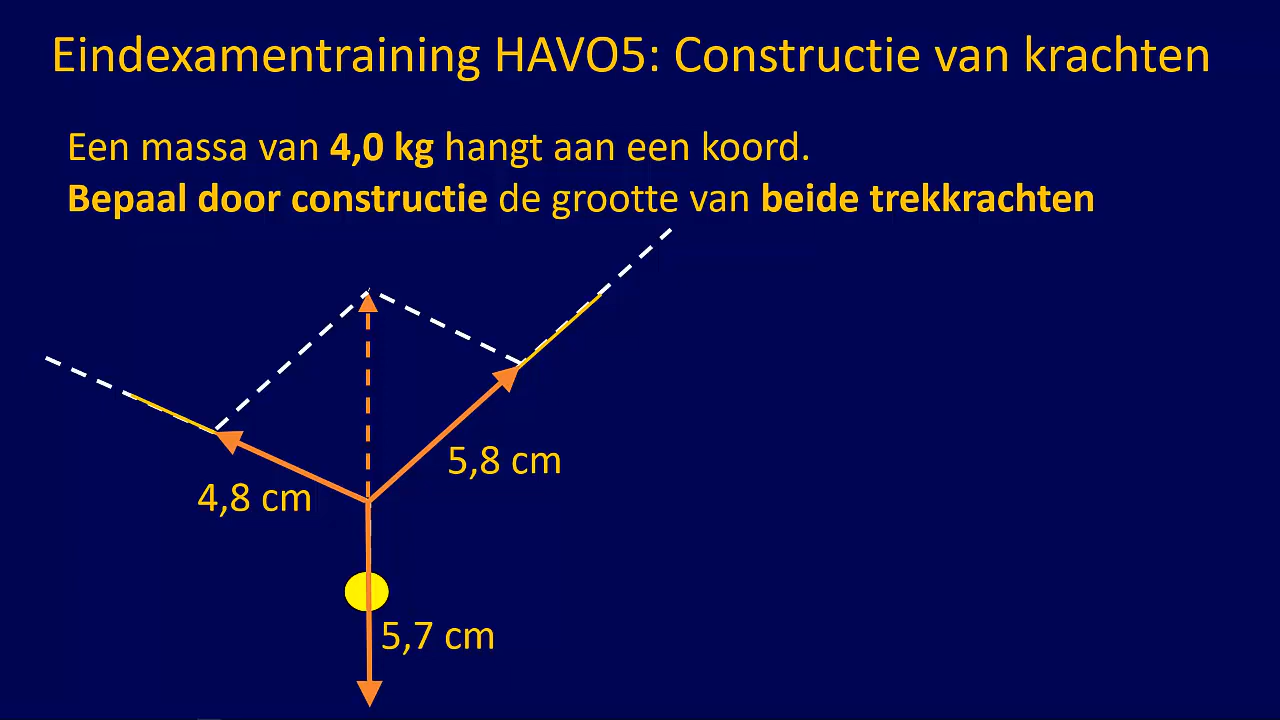 Eindexamentraining HAVO5: Constructie van krachten
Een massa van 4,0 kg hangt aan een koord.
Bepaal door constructie de grootte van beide trekkrachten
5,8 cm
4,8 cm
5,7 cm